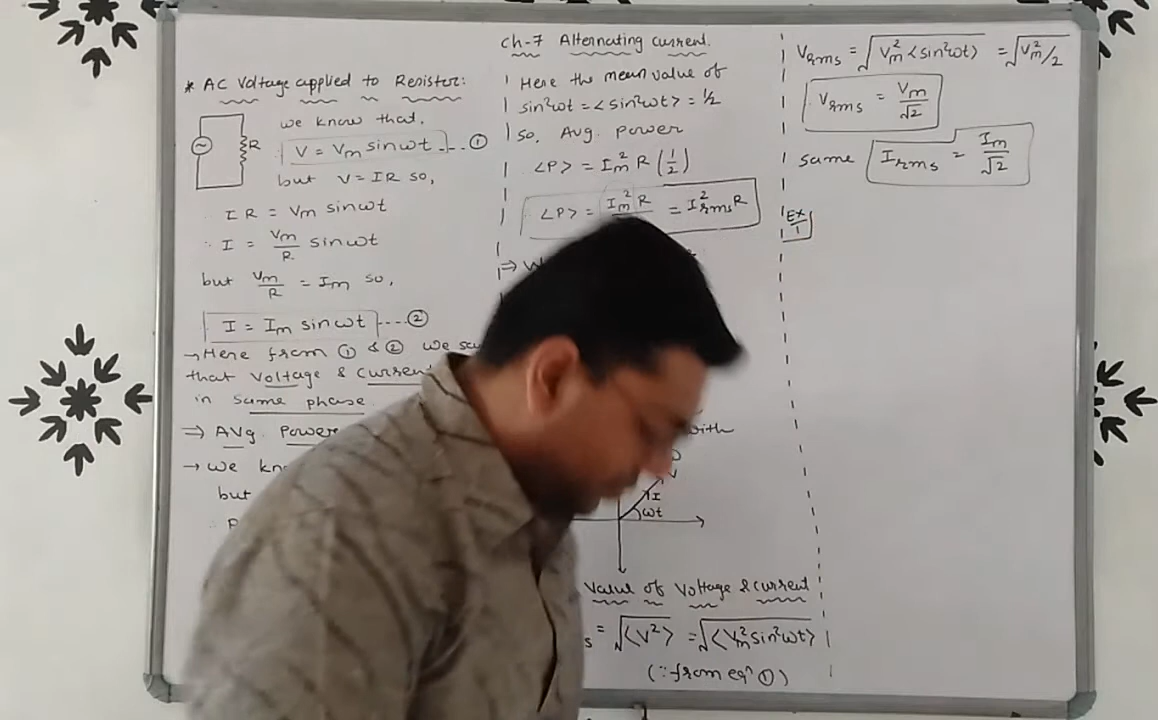 Ch-7 Alternating current.
* AC Voltage applied to Resistor:
R
we know that,
V = Vm sinωt ---- ①
but V = IR so,
∴ IR = Vm sinωt
∴ I = Vm/R sinωt
but Vm/R = Im so,
I = Im sinωt ---- ②
→ Here from ① & ② we say
that voltage & current
in same phase.
⇒ Avg. Power
→ we
but
Here the mean value of
sin²ωt = <sin²ωt> = 1/2
so, Avg. power
<P> = Im² R (1/2)
<P> = Im² R = I²rms R
⇒
with
V
I
ωt
Value of Voltage & current
= √<V²> = √<Vm² sin²ωt>
(∵ from eqⁿ ①)
Vrms = √Vm² <sin²ωt> = √Vm²/2
Vrms = Vm/√2
same Irms = Im/√2
Ex/1